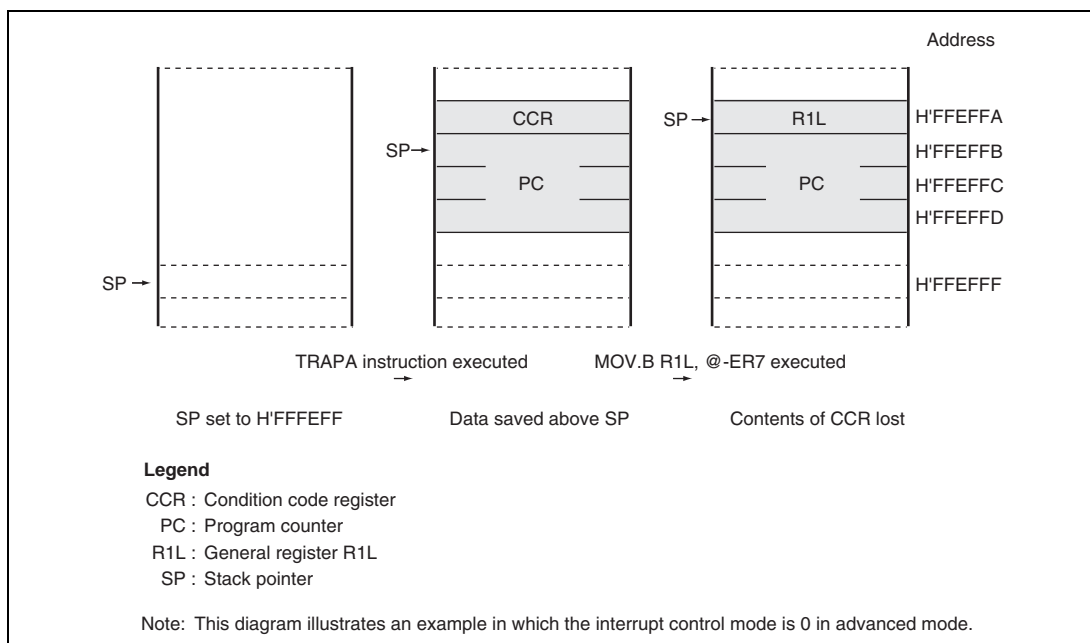 Address
CCR
SP
R1L
H'FFEFFA
SP
H'FFEFFB
PC
PC
H'FFEFFC
H'FFEFFD
SP
H'FFEFFF
TRAPA instruction executed
MOV.B R1L, @-ER7 executed
SP set to H'FFFEFF
Data saved above SP
Contents of CCR lost
Legend
CCR : Condition code register
PC : Program counter
R1L : General register R1L
SP : Stack pointer
Note: This diagram illustrates an example in which the interrupt control mode is 0 in advanced mode.